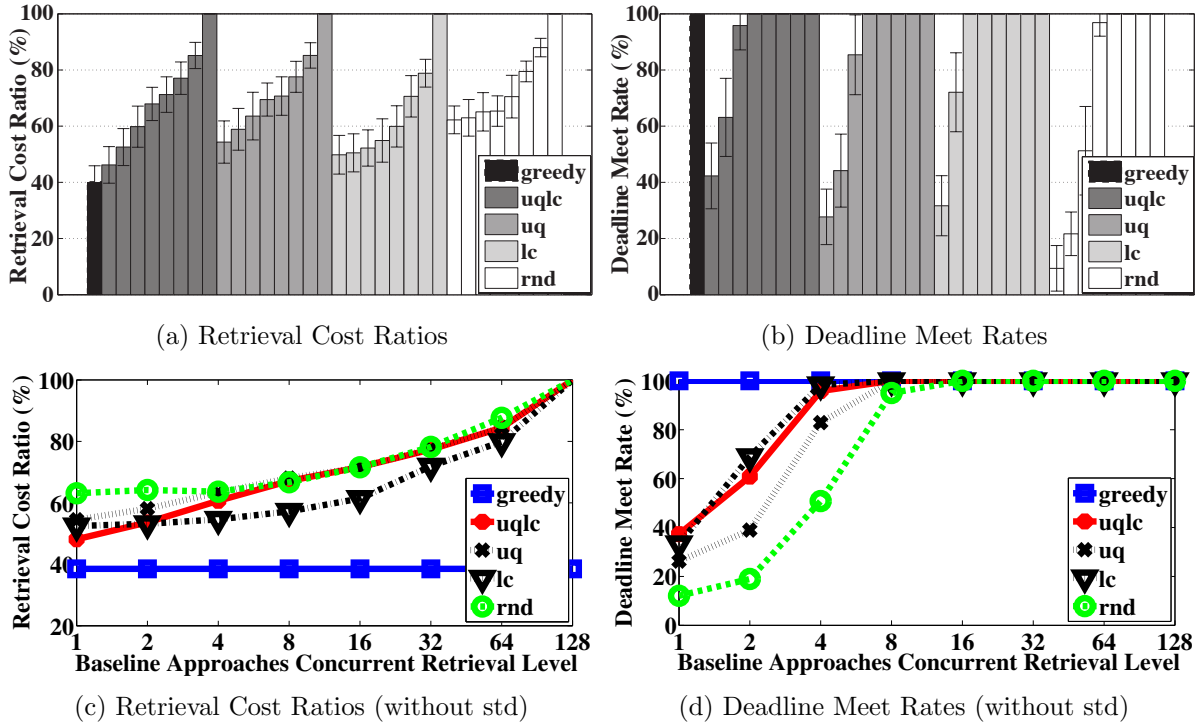 Retrieval Cost Ratio (%)
100
80
60
40
20
0
greedy
uqlc
uq
lc
rnd
(a) Retrieval Cost Ratios
Deadline Meet Rate (%)
100
80
60
40
20
0
greedy
uqlc
uq
lc
rnd
(b) Deadline Meet Rates
Retrieval Cost Ratio (%)
100
80
60
40
20
greedy
uqlc
uq
lc
rnd
1 2 4 8 16 32 64 128
Baseline Approaches Concurrent Retrieval Level
(c) Retrieval Cost Ratios (without std)
Deadline Meet Rate (%)
100
80
60
40
20
0
greedy
uqlc
uq
lc
rnd
1 2 4 8 16 32 64 128
Baseline Approaches Concurrent Retrieval Level
(d) Deadline Meet Rates (without std)